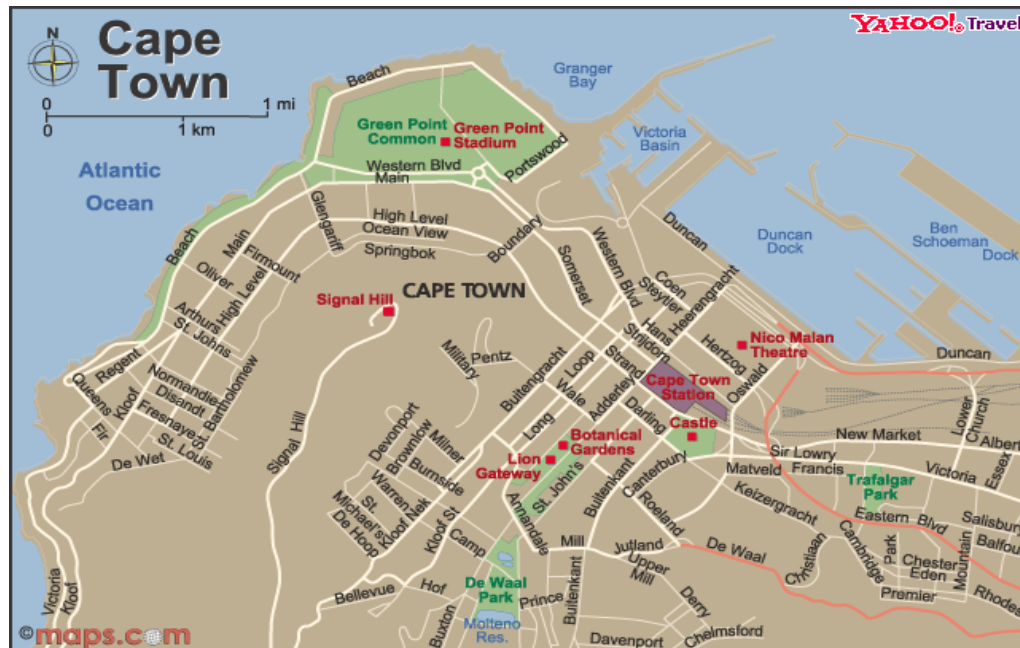 YAHOO!® Travel
N
Cape
Town
0
1 mi
0
1 km
Atlantic
Ocean
Granger
Bay
Victoria
Basin
Duncan
Dock
Ben
Schoeman
Dock
Beach
Green Point
Common
Green Point
Stadium
Portswood
Western Blvd
Main
Glengariff
High Level
Ocean View
Springbok
Boundary
Beach
Main
Firmount
Oliver
High Level
Arthurs
St. Johns
Regent
Queens
Kloof
Fir
Normandie
Disandt
Fresnaye
St. Louis
St. Bartholomew
De Wet
Victoria
Kloof
Signal Hill
Signal Hill
CAPE TOWN
Somerset
Western Blvd
Duncan
Coen
Steytler
Hans
Strijdom
Heerengracht
Hertzog
Oswald
Nico Malan
Theatre
Duncan
Military
Pentz
Buitengracht
Loop
Long
Wale
Strand
Adderley
Darling
Cape Town
Station
Castle
Botanical
Gardens
Lion
Gateway
St. John's
Annandale
Buitenkant
Canterbury
Roeland
Devonport
Brownlow
Milner
Burnside
Warren
St.
Michael's
De Hoop
Kloof Nek
Kloof St.
Camp
Bellevue
Hof
De Waal
Park
Molteno
Res.
Buxton
Prince
Buitenkant
Mill
Jutland
Upper
Mill
De Waal
Derry
Chelmsford
Davenport
New Market
Sir Lowry
Lower
Church
Albert
Essex
Victoria
Matveld
Francis
Keizergracht
Trafalgar
Park
Eastern Blvd
Salisbury
Balfou
Christiaan
Cambridge
Park
Chester
Eden
Mountain
Premier
Rhodes
©maps.com